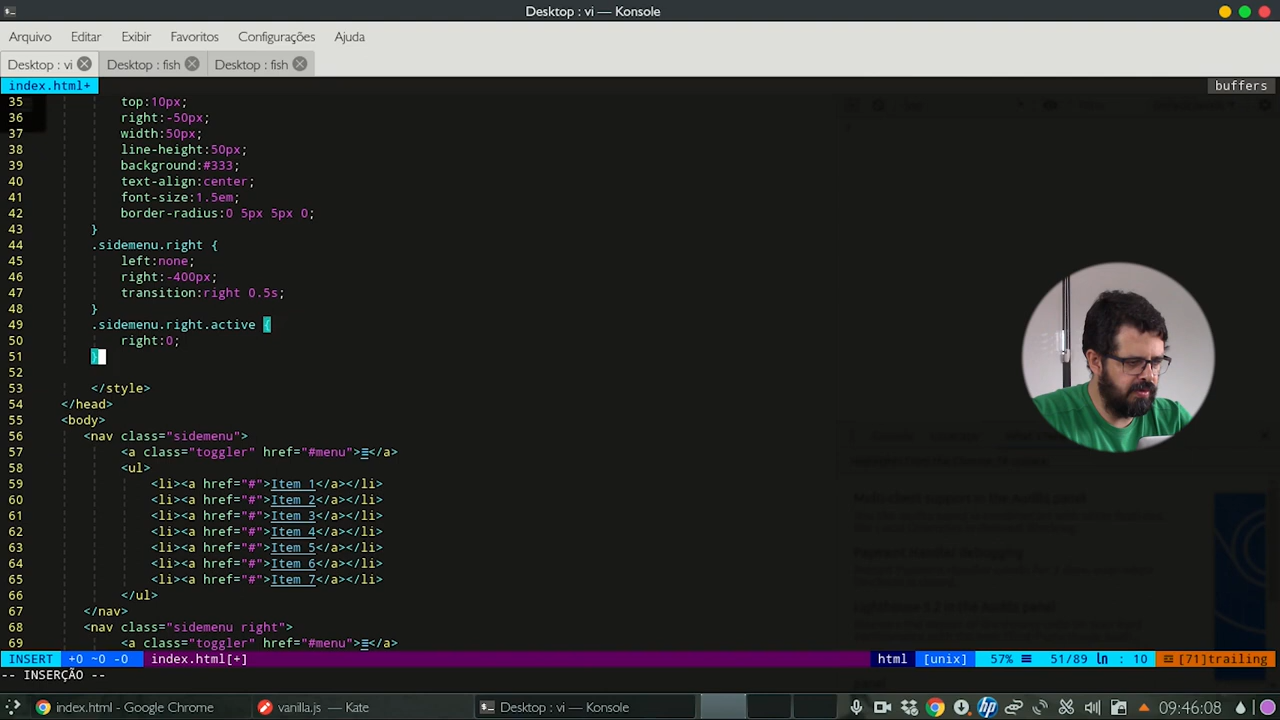 Desktop : vi — Konsole
Arquivo Editar Exibir Favoritos Configurações Ajuda
Desktop : vi Desktop : fish Desktop : fish
index.html+ buffers
35 top:10px;
36 right:-50px;
37 width:50px;
38 line-height:50px;
39 background:#333;
40 text-align:center;
41 font-size:1.5em;
42 border-radius:0 5px 5px 0;
43 }
44 .sidemenu.right {
45 left:none;
46 right:-400px;
47 transition:right 0.5s;
48 }
49 .sidemenu.right.active {
50 right:0;
51 }
52
53 </style>
54 </head>
55 <body>
56 <nav class="sidemenu">
57 <a class="toggler" href="#menu">≡</a>
58 <ul>
59 <li><a href="#">Item 1</a></li>
60 <li><a href="#">Item 2</a></li>
61 <li><a href="#">Item 3</a></li>
62 <li><a href="#">Item 4</a></li>
63 <li><a href="#">Item 5</a></li>
64 <li><a href="#">Item 6</a></li>
65 <li><a href="#">Item 7</a></li>
66 </ul>
67 </nav>
68 <nav class="sidemenu right">
69 <a class="toggler" href="#menu">≡</a>
INSERT +0 ~0 -0 index.html[+] html [unix] 57% ≡ 51/89 ln : 10 [71]trailing
-- INSERÇÃO --
index.html - Google Chrome vanilla.js — Kate Desktop : vi — Konsole 09:46:08